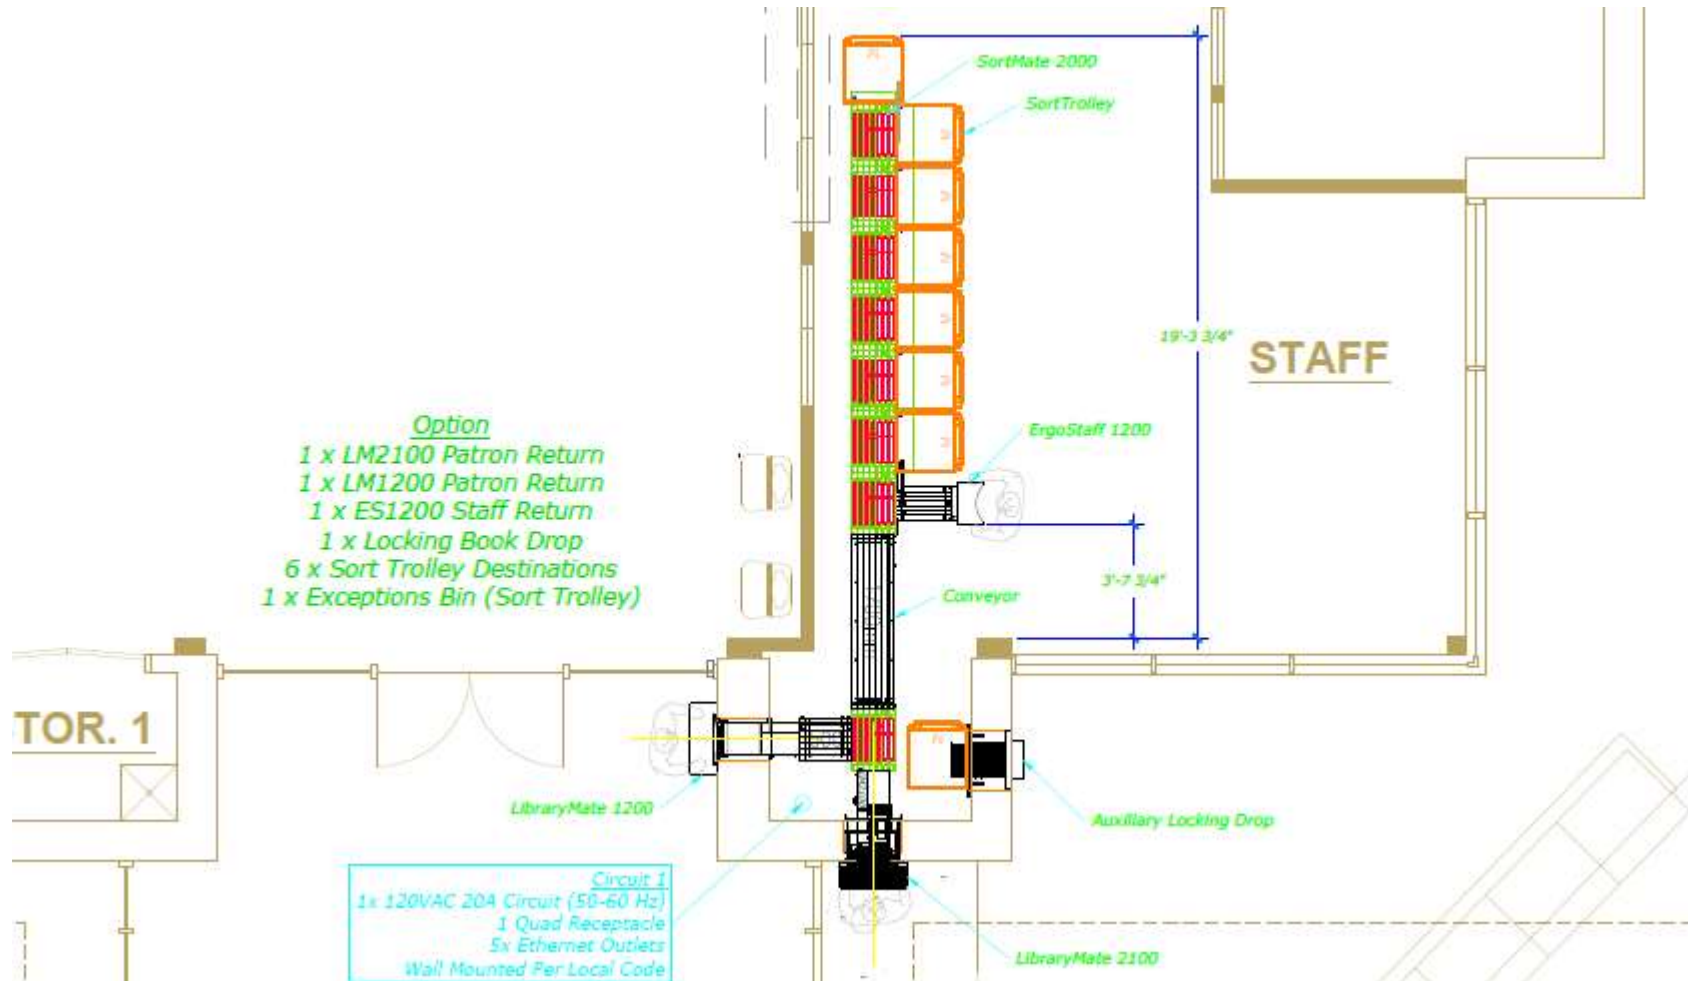 SortMate 2000
SortTrolley
19'-3 3/4"
STAFF
Option
1 x LM2100 Patron Return
1 x LM1200 Patron Return
1 x ES1200 Staff Return
1 x Locking Book Drop
6 x Sort Trolley Destinations
1 x Exceptions Bin (Sort Trolley)
ErgoStaff 1200
3'-7 3/4"
Conveyor
TOR. 1
LibraryMate 1200
Auxiliary Locking Drop
Circuit 1
1x 120VAC 20A Circuit (50-60 Hz)
1 Quad Receptacle
5x Ethernet Outlets
Wall Mounted Per Local Code
LibraryMate 2100